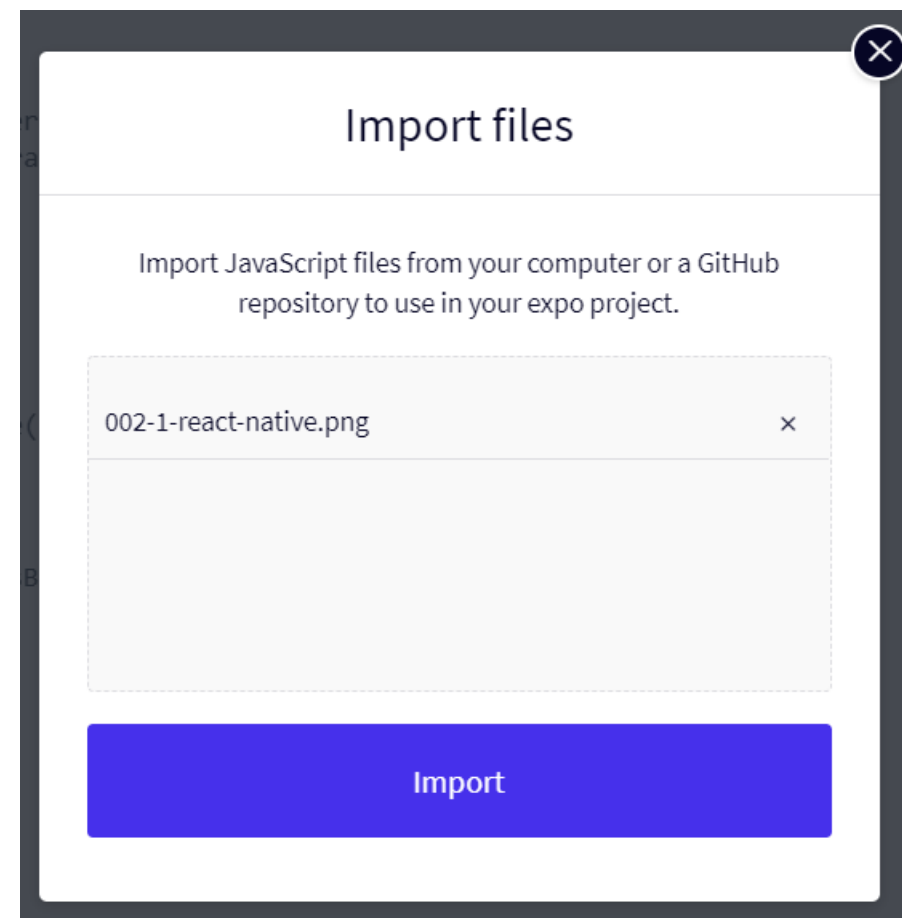 Import files
Import JavaScript files from your computer or a GitHub
repository to use in your expo project.
002-1-react-native.png
Import